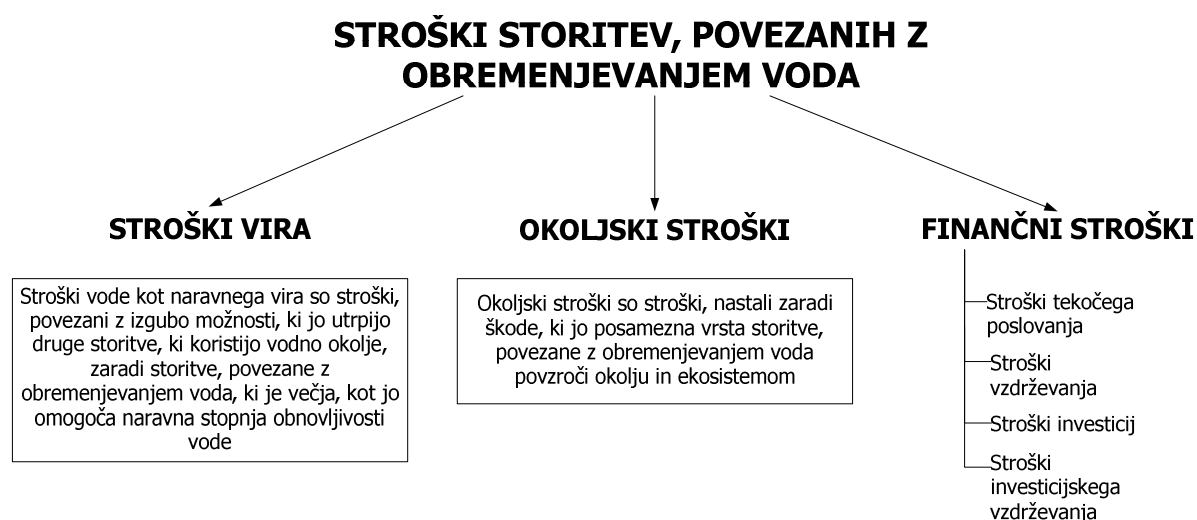 STROŠKI STORITEV, POVEZANIH Z
OBREMENJEVANJEM VODA
STROŠKI VIRA
Stroški vode kot naravnega vira so stroški,
povezani z izgubo možnosti, ki jo utrpijo
druge storitve, ki koristijo vodno okolje,
zaradi storitve, povezane z
obremenjevanjem voda, ki je večja, kot jo
omogoča naravna stopnja obnovljivosti
vode
OKOLJSKI STROŠKI
Okoljski stroški so stroški, nastali zaradi
škode, ki jo posamezna vrsta storitve,
povezane z obremenjevanjem voda
povzroči okolju in ekosistemom
FINANČNI STROŠKI
Stroški tekočega
poslovanja
Stroški
vzdrževanja
Stroški investicij
Stroški
investicijskega
vzdrževanja